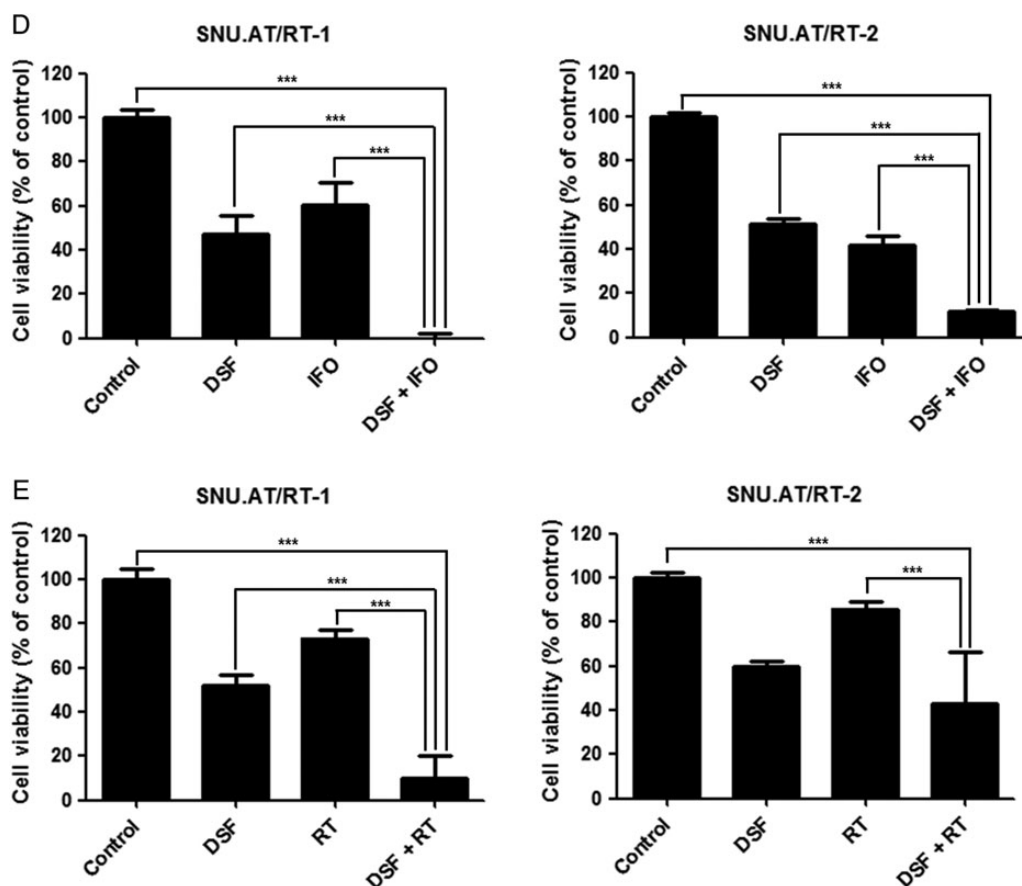 D
SNU.AT/RT-1
Cell viability (% of control)
120
100
80
60
40
20
0
***
***
***
Control
DSF
IFO
DSF + IFO
SNU.AT/RT-2
Cell viability (% of control)
120
100
80
60
40
20
0
***
***
***
Control
DSF
IFO
DSF + IFO
E
SNU.AT/RT-1
Cell viability (% of control)
120
100
80
60
40
20
0
***
***
***
Control
DSF
RT
DSF + RT
SNU.AT/RT-2
Cell viability (% of control)
120
100
80
60
40
20
0
***
***
Control
DSF
RT
DSF + RT